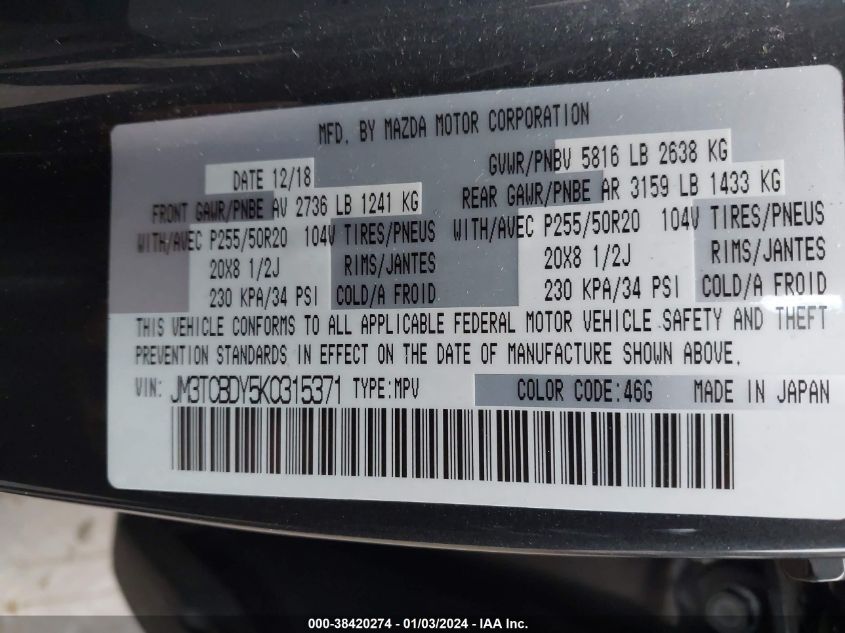 MFD. BY MAZDA MOTOR CORPORATION
DATE 12/18 GVWR/PNBV 5816 LB 2638 KG
FRONT GAWR/PNBE AV 2736 LB 1241 KG REAR GAWR/PNBE AR 3159 LB 1433 KG
WITH/AVEC P255/50R20 104V TIRES/PNEUS WITH/AVEC P255/50R20 104V TIRES/PNEUS
20X8 1/2J RIMS/JANTES 20X8 1/2J RIMS/JANTES
230 KPA/34 PSI COLD/A FROID 230 KPA/34 PSI COLD/A FROID
THIS VEHICLE CONFORMS TO ALL APPLICABLE FEDERAL MOTOR VEHICLE SAFETY AND THEFT
PREVENTION STANDARDS IN EFFECT ON THE DATE OF MANUFACTURE SHOWN ABOVE.
VIN: JM3TCBDY5K0315371 TYPE:MPV COLOR CODE:46G MADE IN JAPAN
000-38420274 - 01/03/2024 - IAA Inc.